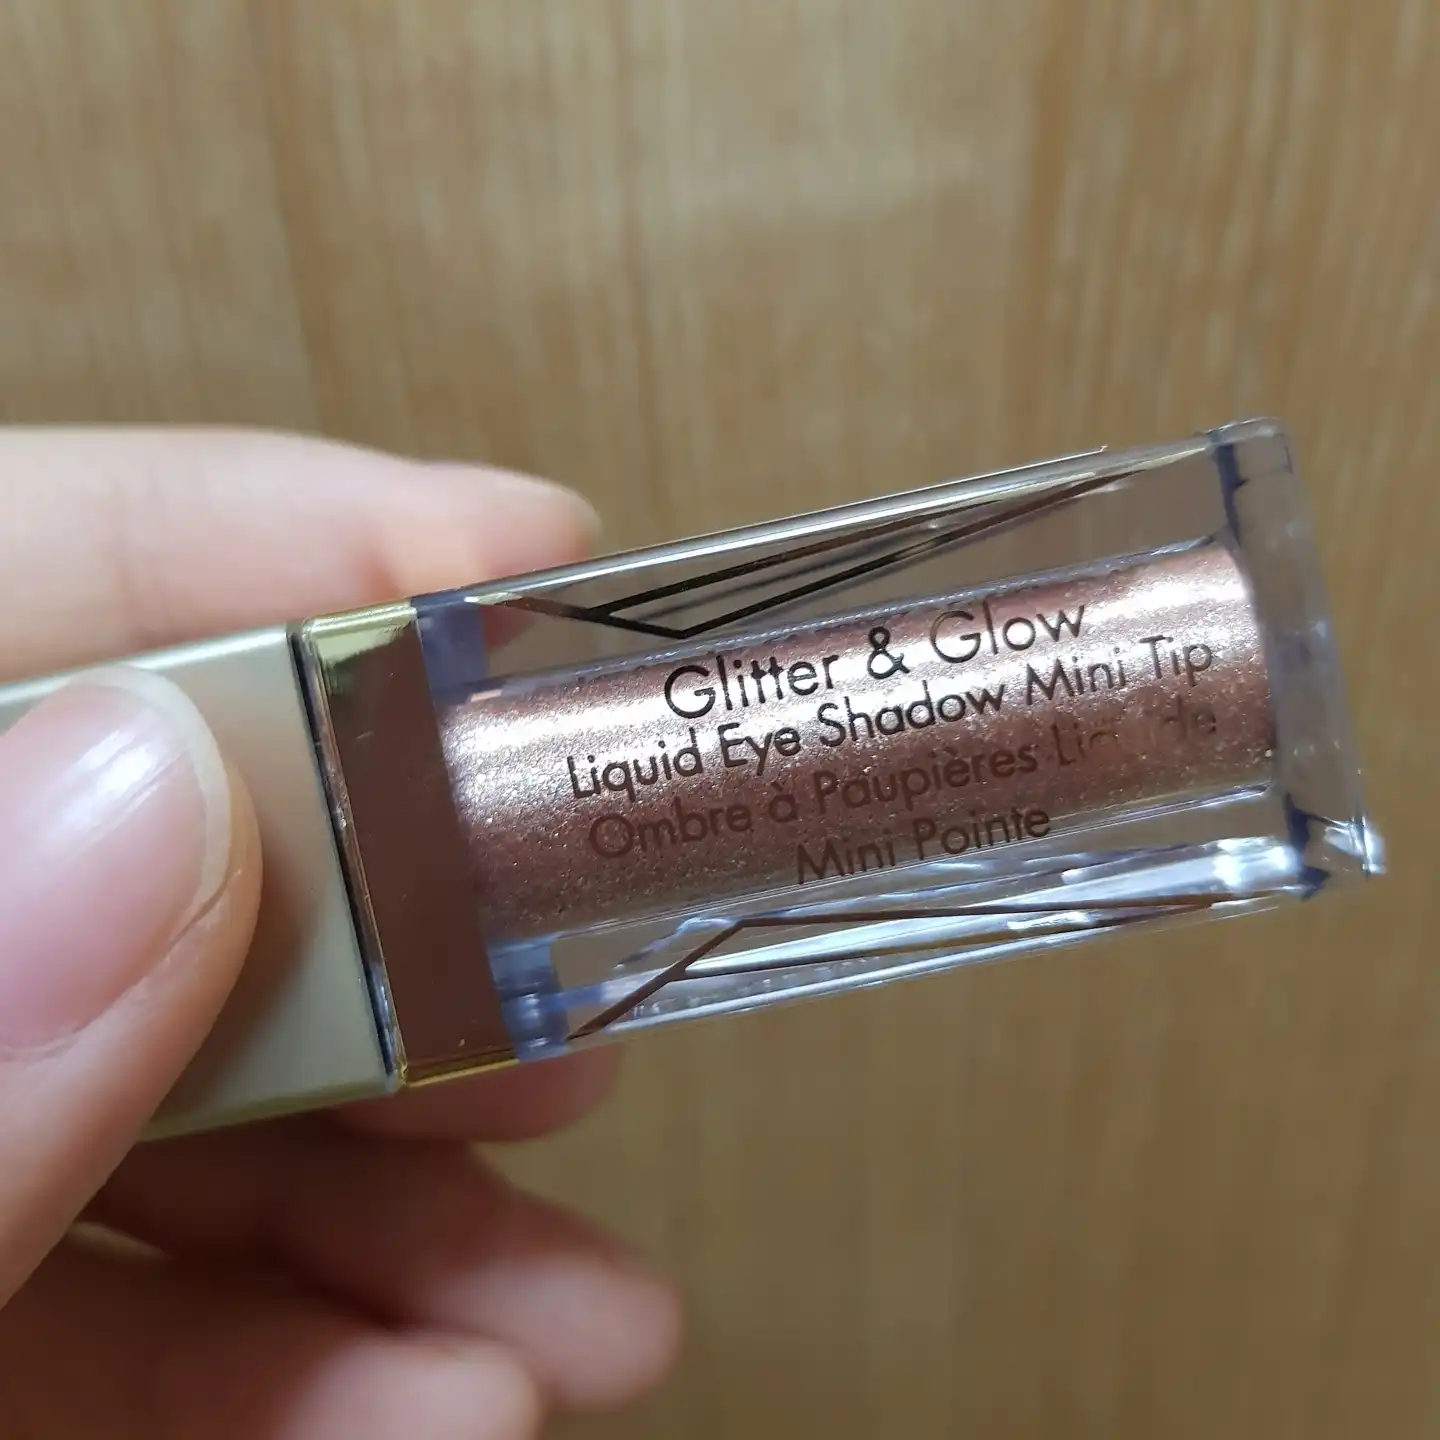 Glitter & Glow
Liquid Eye Shadow Mini Tip
Ombre à Paupières
Mini Pointe